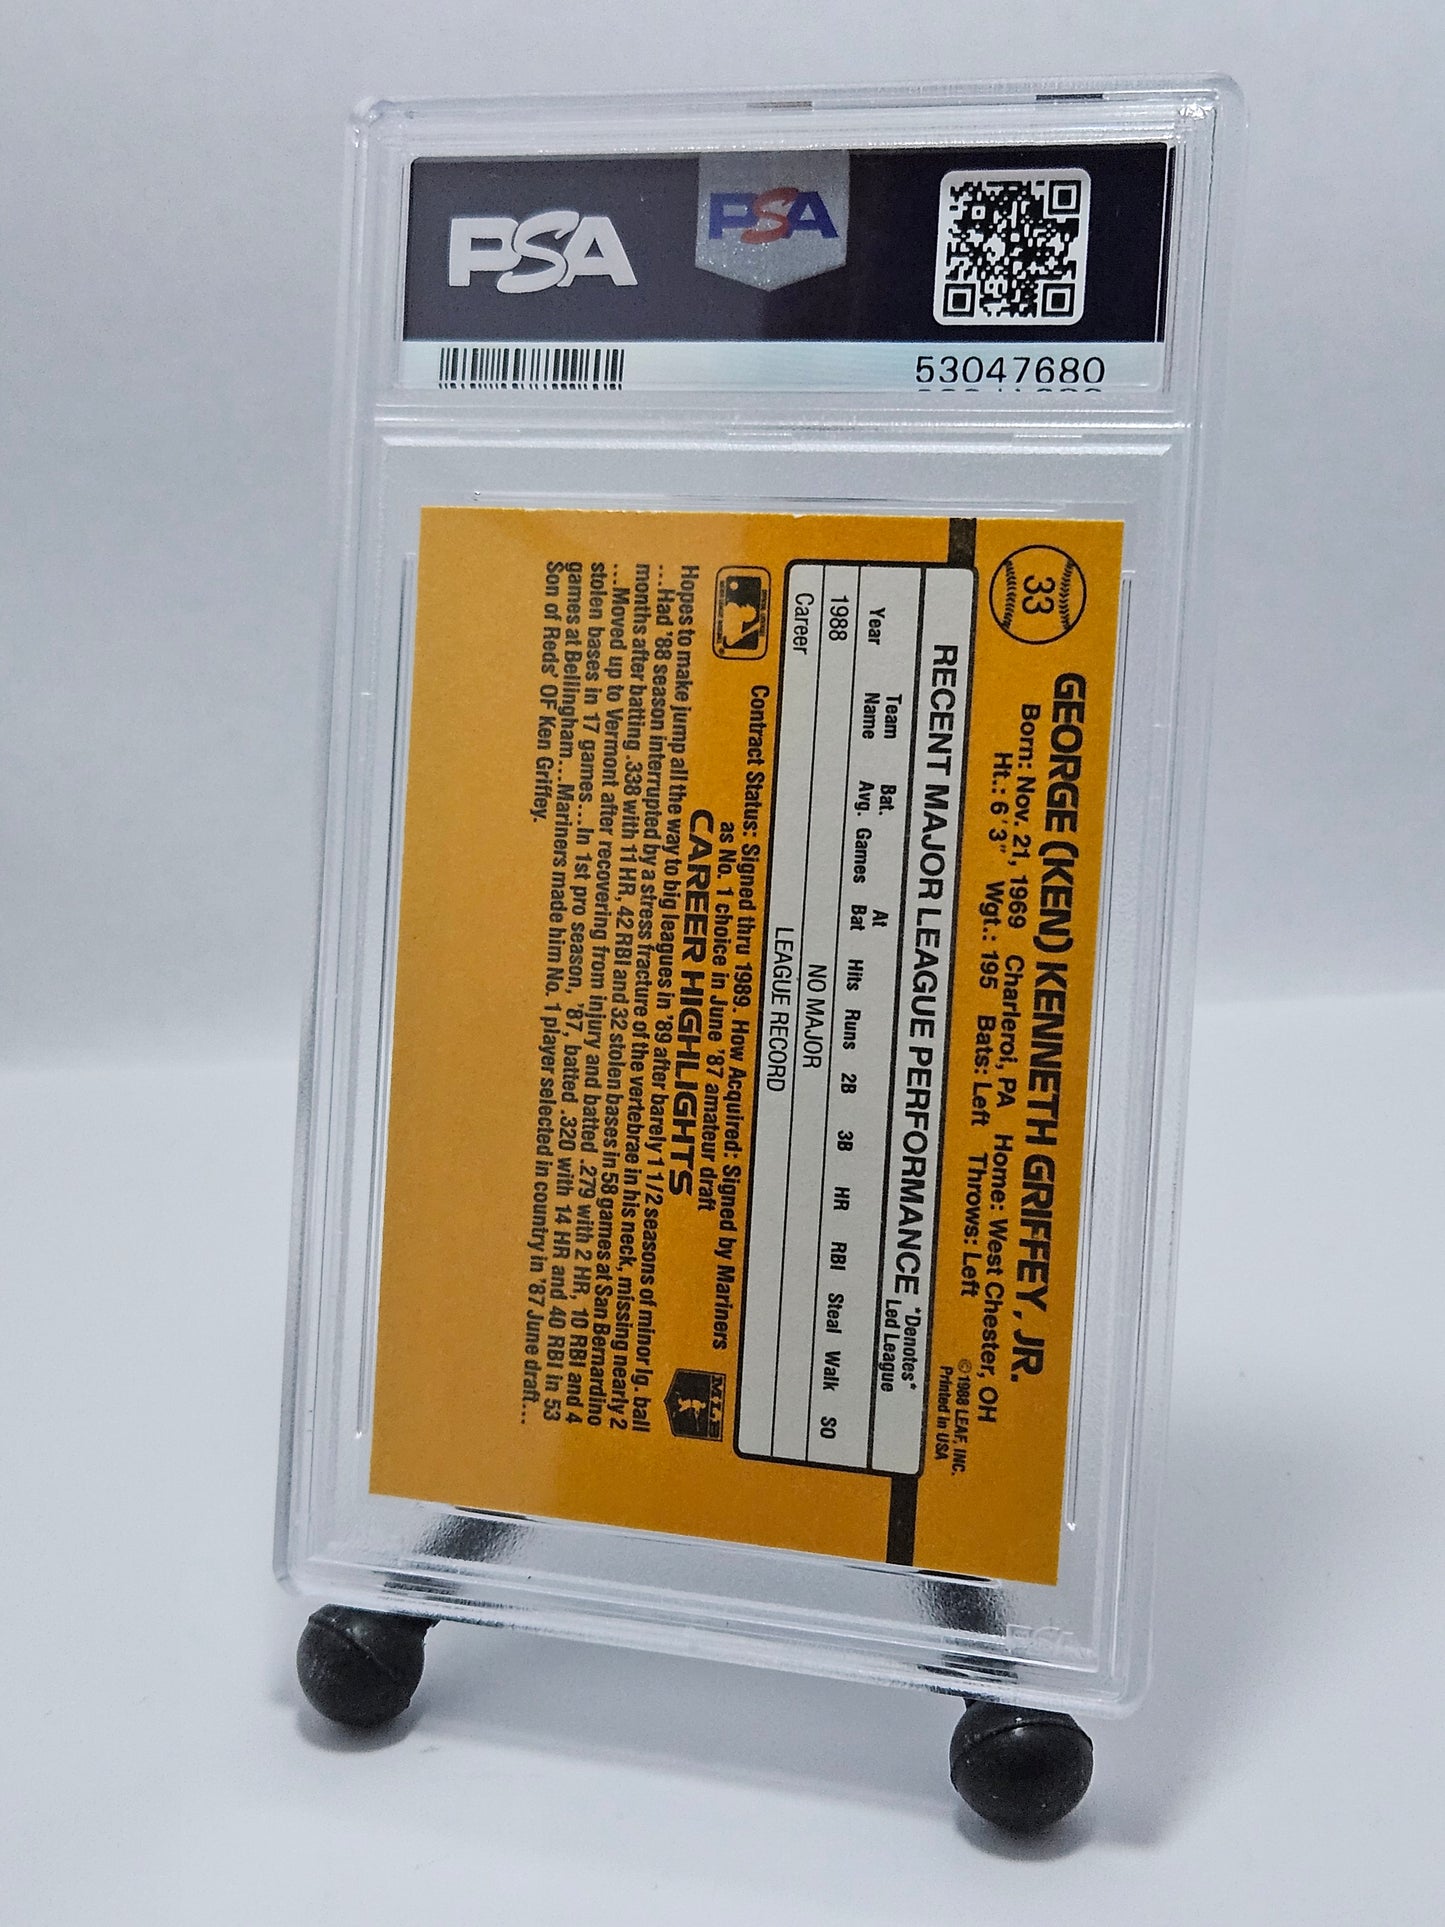 PSA
PSA
53047680
33
GEORGE (KEN) KENNETH GRIFFEY, JR.
Born: Nov. 21, 1969 Charleroi, PA Home: West Chester, OH
Ht.: 6'3" Wgt.: 195 Bats: Left Throws: Left
©1988 LEAF, INC.
Printed in USA
RECENT MAJOR LEAGUE PERFORMANCE
*Denotes*
Led League
Year Team Name Bat. Avg. Games At Bat Hits Runs 2B 3B HR RBI Steal Walk SO
1988 NO MAJOR
Career LEAGUE RECORD
Contract Status: Signed thru 1989. How Acquired: Signed by Mariners
as No. 1 choice in June '87 amateur draft
CAREER HIGHLIGHTS
MLB
Hopes to make jump all the way to big leagues in '89 after barely 1 1/2 seasons of minor lg. ball
...Had '88 season interrupted by a stress fracture of the vertebrae in his neck, missing nearly 2
months after batting .338 with 11 HR, 42 RBI and 32 stolen bases in 58 games at San Bernardino
...Moved up to Vermont after recovering from injury and batted .279 with 2 HR, 10 RBI and 4
stolen bases in 17 games...In 1st pro season, '87, batted .320 with 14 HR and 40 RBI in 53
games at Bellingham...Mariners made him No. 1 player selected in country in '87 June draft...
Son of Reds' OF Ken Griffey.
PSA